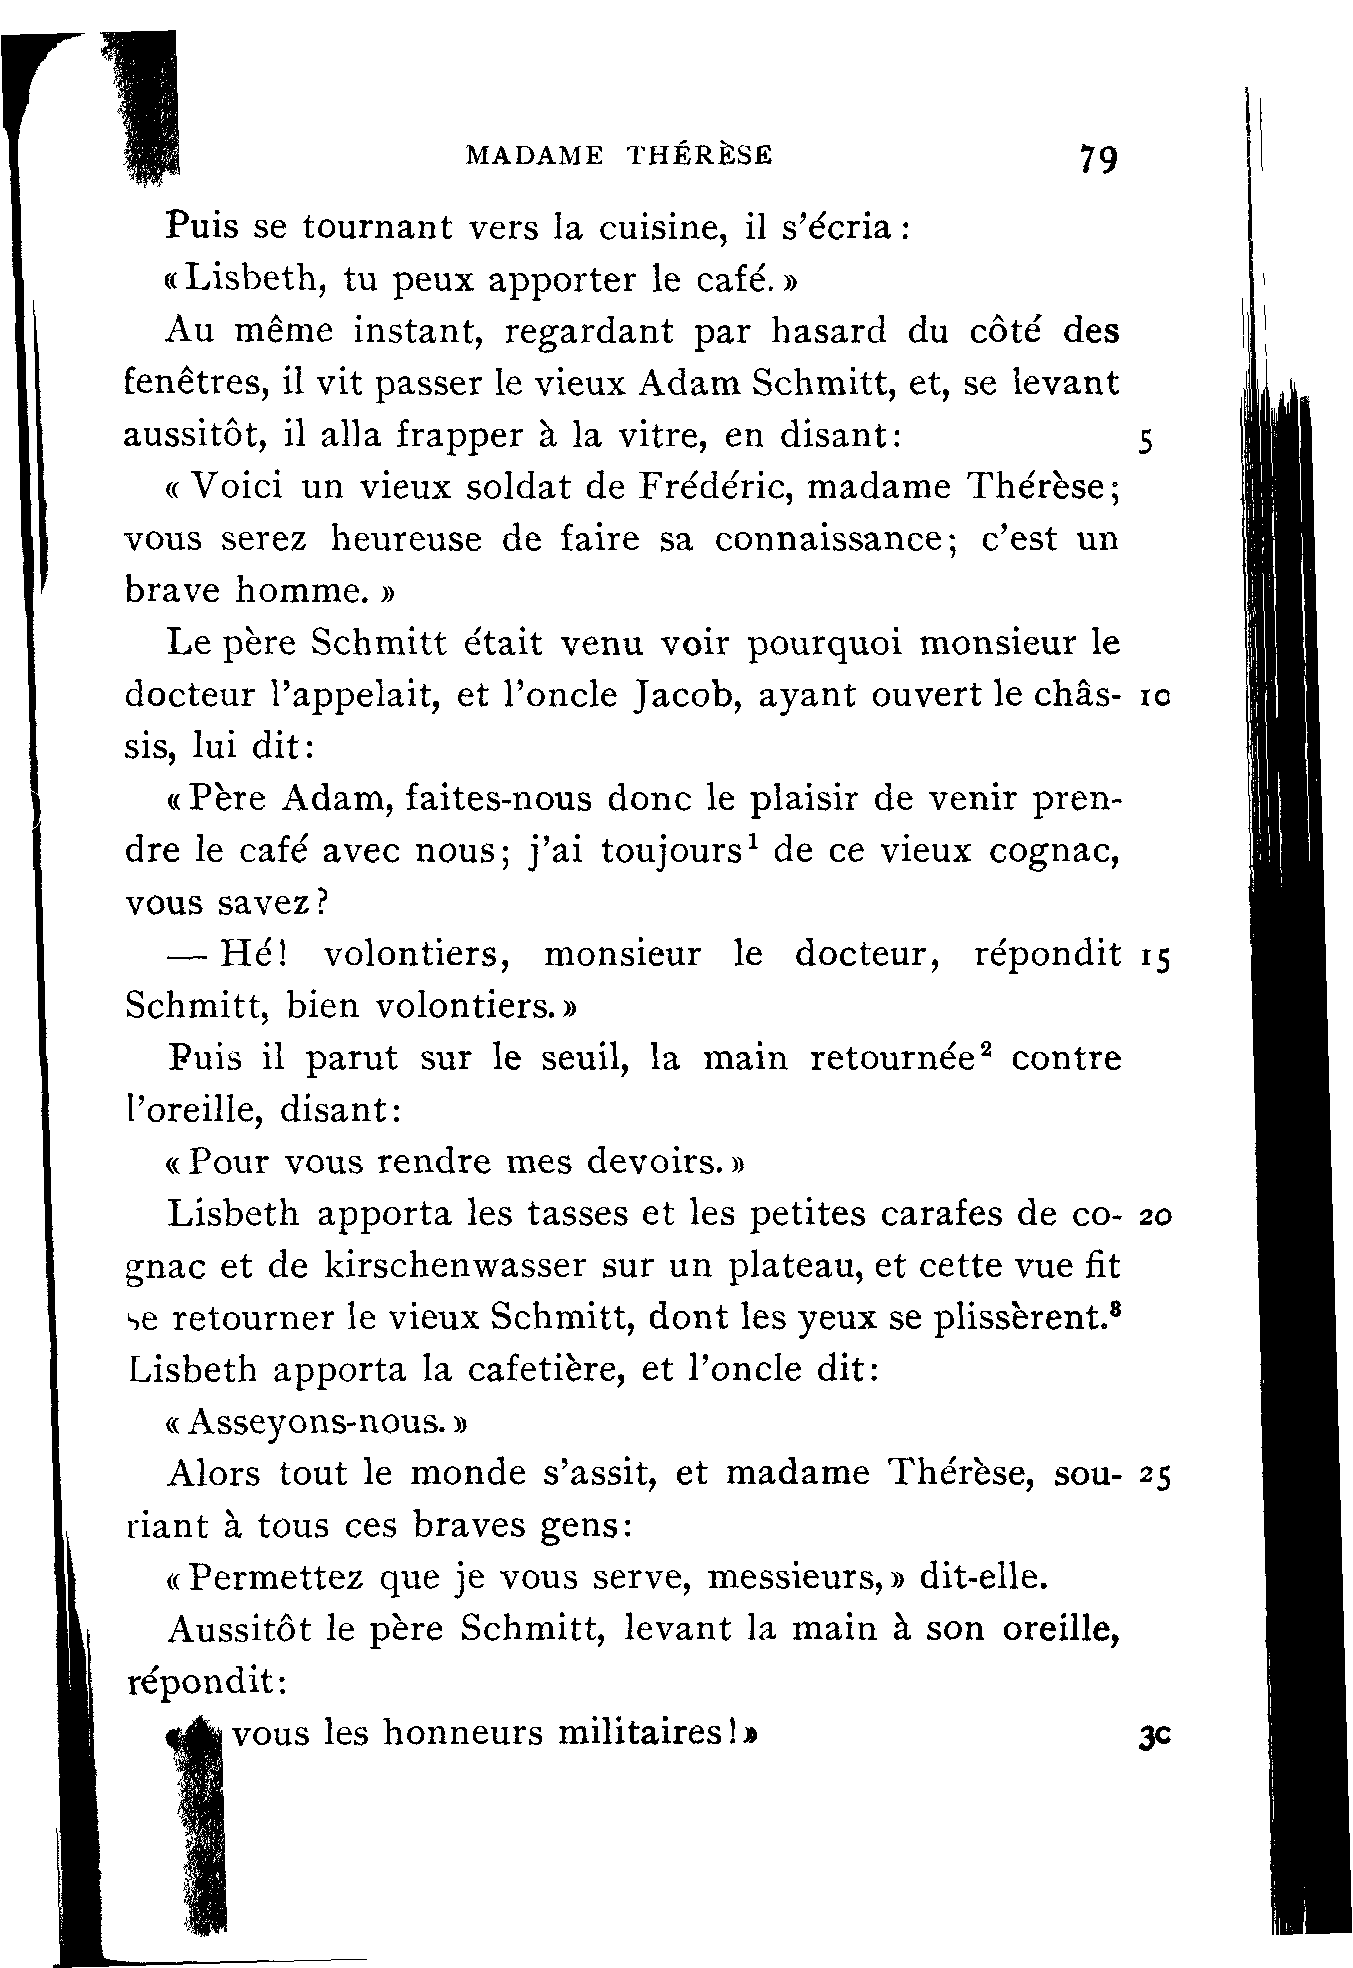 MADAME THÉRÈSE 79
Puis se tournant vers la cuisine, il s'écria :
« Lisbeth, tu peux apporter le café. »
Au même instant, regardant par hasard du côté des
fenêtres, il vit passer le vieux Adam Schmitt, et, se levant
aussitôt, il alla frapper à la vitre, en disant: 5
« Voici un vieux soldat de Frédéric, madame Thérèse;
vous serez heureuse de faire sa connaissance; c'est un
brave homme. »
Le père Schmitt était venu voir pourquoi monsieur le
docteur l'appelait, et l'oncle Jacob, ayant ouvert le châs- 10
sis, lui dit:
« Père Adam, faites-nous donc le plaisir de venir pren-
dre le café avec nous; j'ai toujours¹ de ce vieux cognac,
vous savez?
— Hé! volontiers, monsieur le docteur, répondit 15
Schmitt, bien volontiers. »
Puis il parut sur le seuil, la main retournée² contre
l'oreille, disant:
« Pour vous rendre mes devoirs. »
Lisbeth apporta les tasses et les petites carafes de co- 20
gnac et de kirschenwasser sur un plateau, et cette vue fit
se retourner le vieux Schmitt, dont les yeux se plissèrent.³
Lisbeth apporta la cafetière, et l'oncle dit:
« Asseyons-nous. »
Alors tout le monde s'assit, et madame Thérèse, sou- 25
riant à tous ces braves gens:
« Permettez que je vous serve, messieurs, » dit-elle.
Aussitôt le père Schmitt, levant la main à son oreille,
répondit:
vous les honneurs militaires! » 30